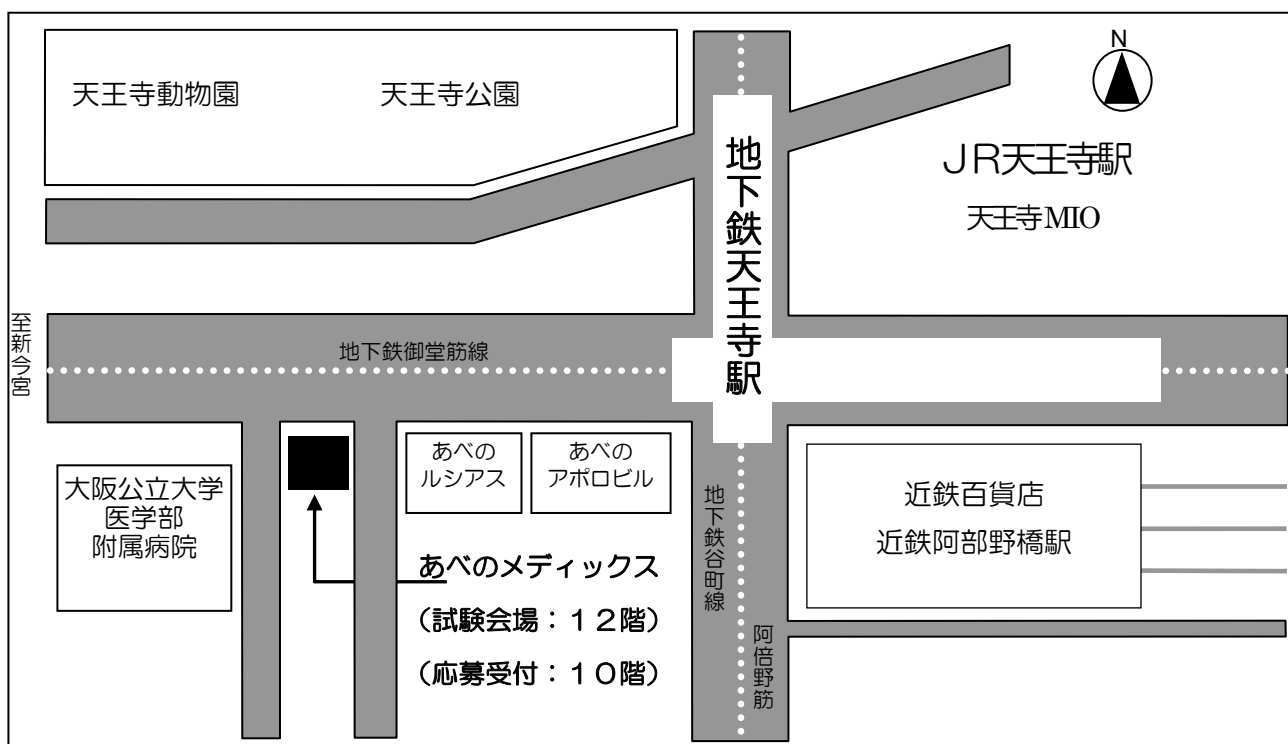 N
天王寺動物園
天王寺公園
地下鉄天王寺駅
JR天王寺駅
天王寺MIO
至新今宮
地下鉄御堂筋線
大阪公立大学
医学部
附属病院
あべの
ルシアス
あべの
アポロビル
近鉄百貨店
近鉄阿部野橋駅
地下鉄谷町線
阿倍野筋
あべのメディックス
（試験会場：１２階）
（応募受付：１０階）